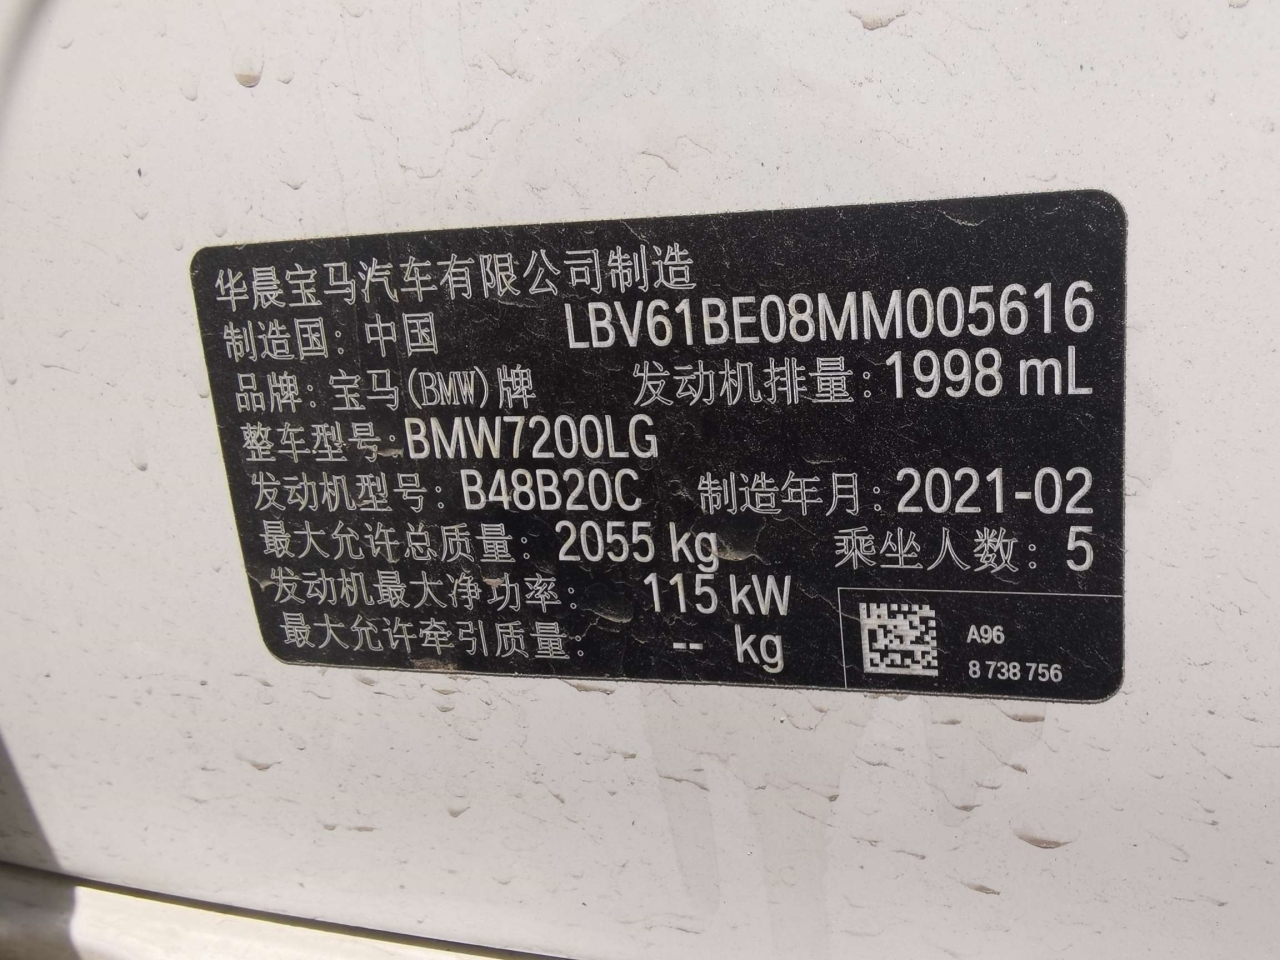 华晨宝马汽车有限公司制造
制造国：中国 LBV61BE08MM005616
品牌：宝马(BMW)牌 发动机排量：1998 mL
整车型号：BMW7200LG
发动机型号：B48B20C 制造年月：2021-02
最大允许总质量：2055 kg 乘坐人数：5
发动机最大净功率：115 kW
最大允许牵引质量：-- kg
A96
8 738 756